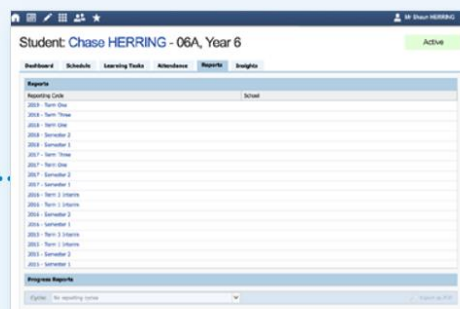 Mr Shaun HERRING
Student: Chase HERRING - 06A, Year 6
Active
Dashboard Schedule Learning Tasks Attendance Reports Insights
Reports
Reporting Cycle School
2019 - Term One
2018 - Term Three
2018 - Term One
2018 - Semester 2
2018 - Semester 1
2017 - Term Three
2017 - Term One
2017 - Semester 2
2017 - Semester 1
2016 - Term 3 Interim
2016 - Term 1 Interim
2016 - Semester 2
2016 - Semester 1
2015 - Term 3 Interim
2015 - Term 1 Interim
2015 - Semester 2
2015 - Semester 1
Progress Reports
Cycle: No reporting cycles